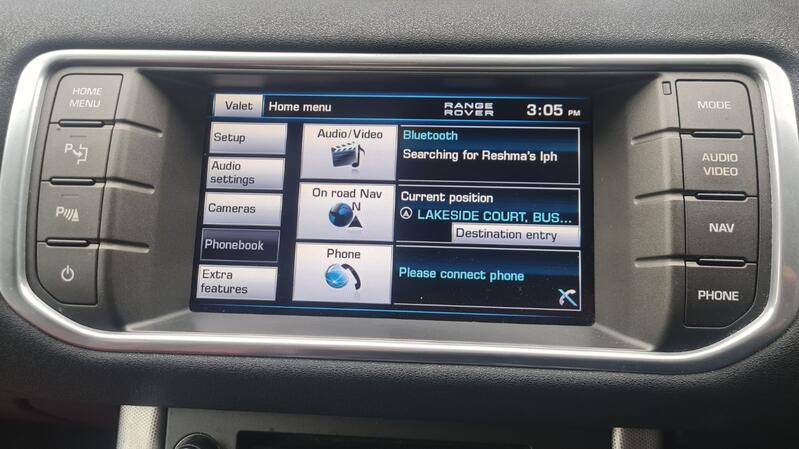 HOME
MENU
P
P
Valet
Home menu
RANGE
ROVER
3:05 PM
Setup
Audio
settings
Cameras
Phonebook
Extra
features
Audio/Video
On road Nav
N
Phone
Bluetooth
Searching for Reshma's Iph
Current position
LAKESIDE COURT, BUS...
Destination entry
Please connect phone
MODE
AUDIO
VIDEO
NAV
PHONE